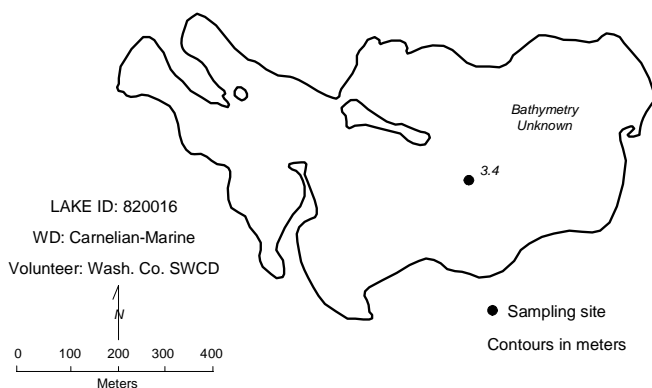 Bathymetry
Unknown
3.4
LAKE ID: 820016
WD: Carnelian-Marine
Volunteer: Wash. Co. SWCD
N
Sampling site
Contours in meters
0 100 200 300 400
Meters